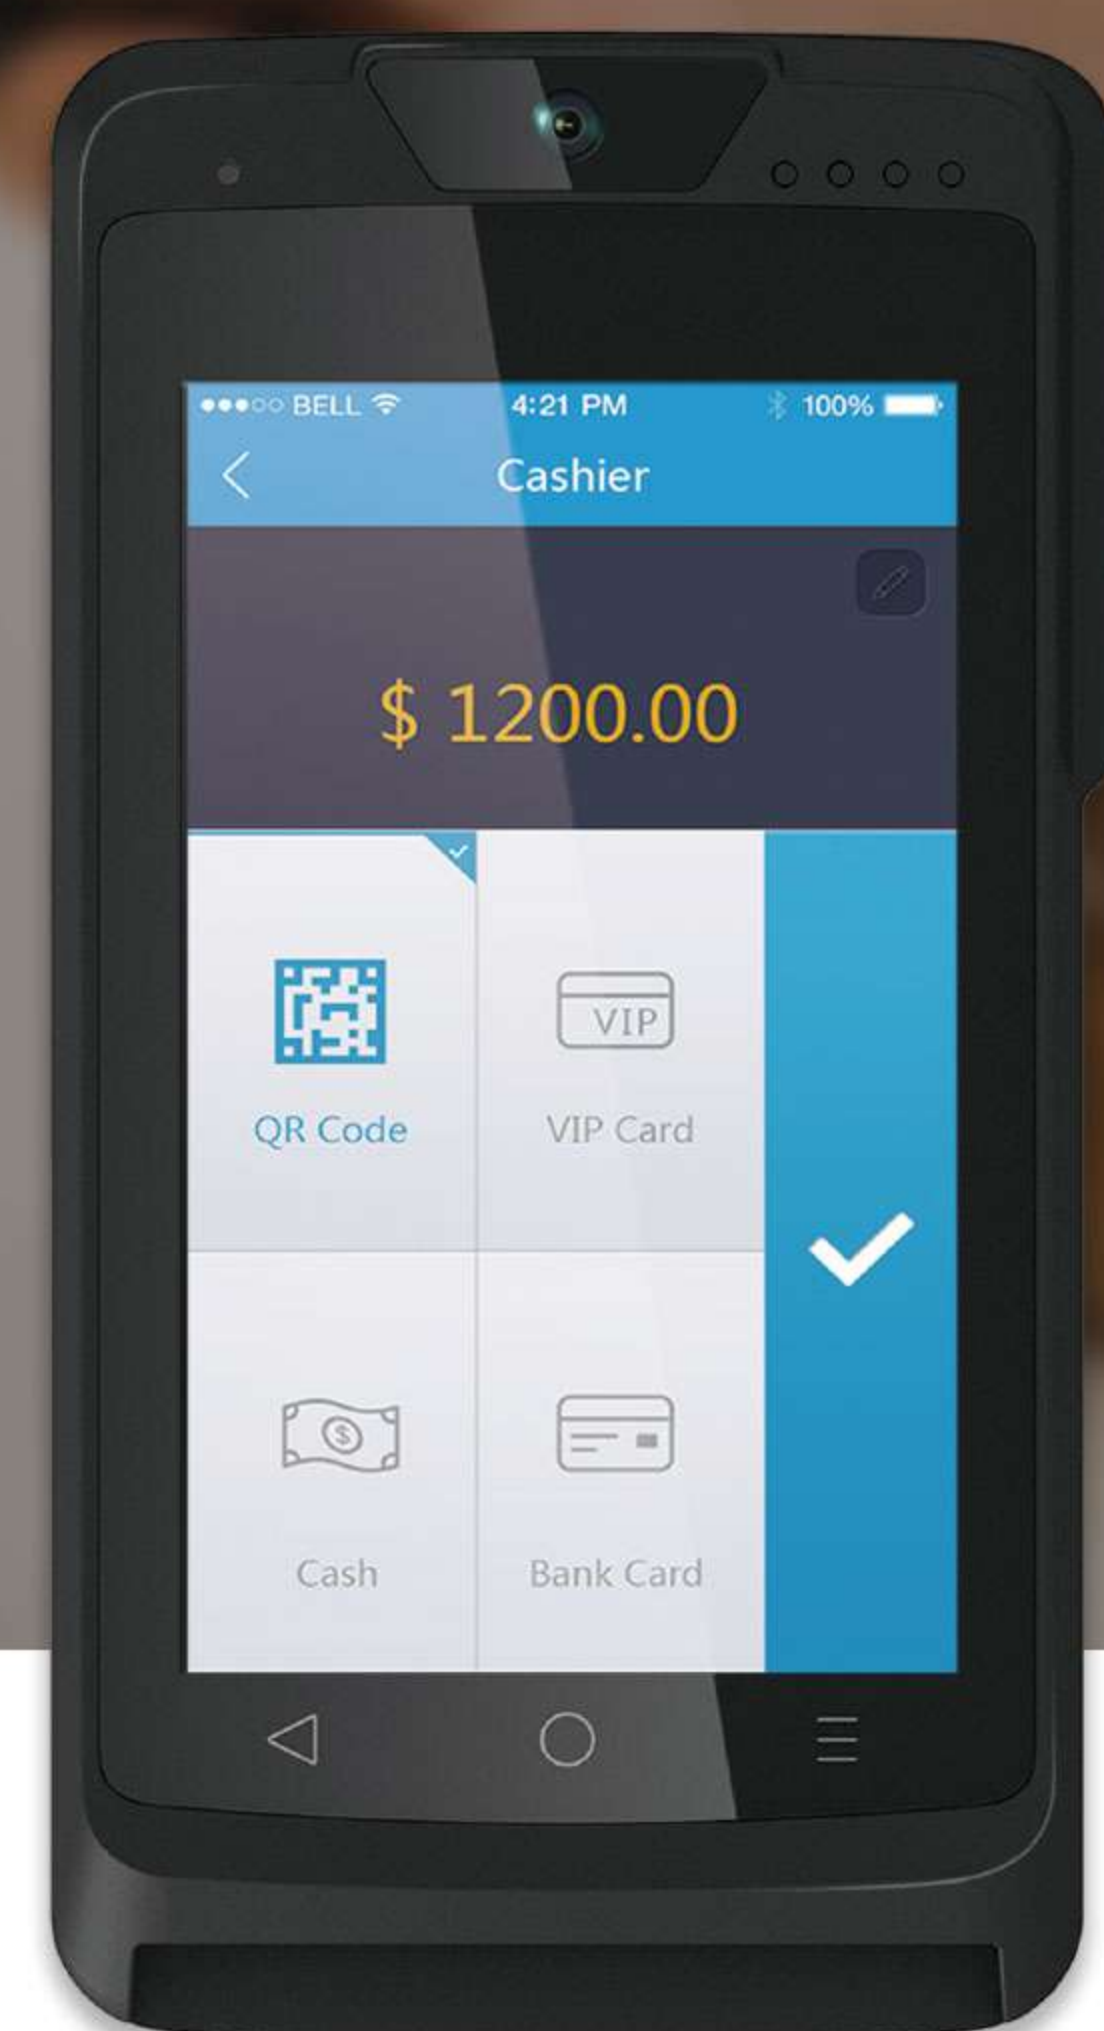 BELL 4:21 PM 100%
Cashier
$ 1200.00
VIP
QR Code VIP Card
$
Cash Bank Card